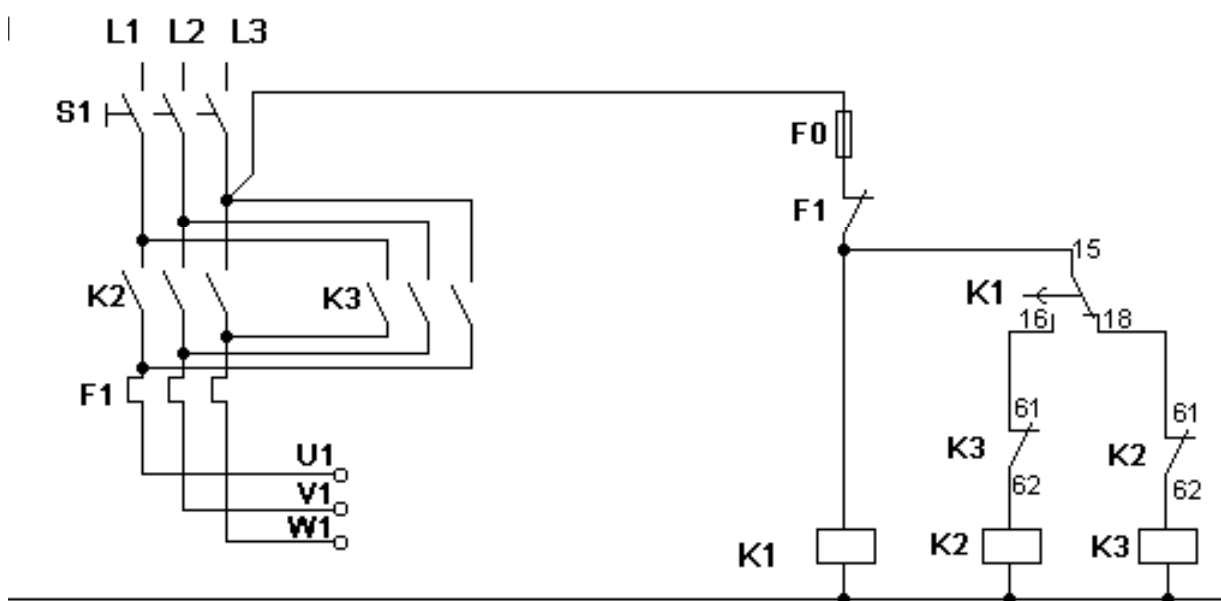 L1 L2 L3
S1
F0
F1
15
K1
16 18
K2 K3
F1
61 61
K3 K2
62 62
U1
V1
W1
K1 K2 K3